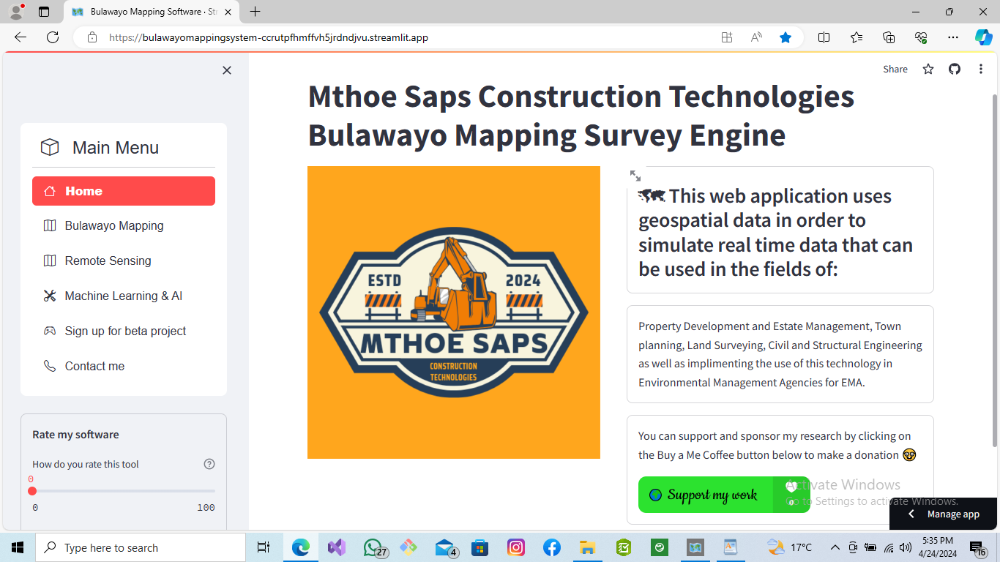 Bulawayo Mapping Software · Str
https://bulawayomappingsystem-ccrutpfhmffvh5jrdndjvu.streamlit.app
Share
Main Menu
Home
Bulawayo Mapping
Remote Sensing
Machine Learning & AI
Sign up for beta project
Contact me
Rate my software
How do you rate this tool
0
0 100
Mthoe Saps Construction Technologies
Bulawayo Mapping Survey Engine
ESTD 2024
MTHOE SAPS
CONSTRUCTION
TECHNOLOGIES
This web application uses
geospatial data in order to
simulate real time data that can
be used in the fields of:
Property Development and Estate Management, Town
planning, Land Surveying, Civil and Structural Engineering
as well as implimenting the use of this technology in
Environmental Management Agencies for EMA.
You can support and sponsor my research by clicking on
the Buy a Me Coffee button below to make a donation
Support my work
0
Activate Windows
Go to Settings to activate Windows.
Manage app
Type here to search
27
4
17°C
5:35 PM
4/24/2024
16